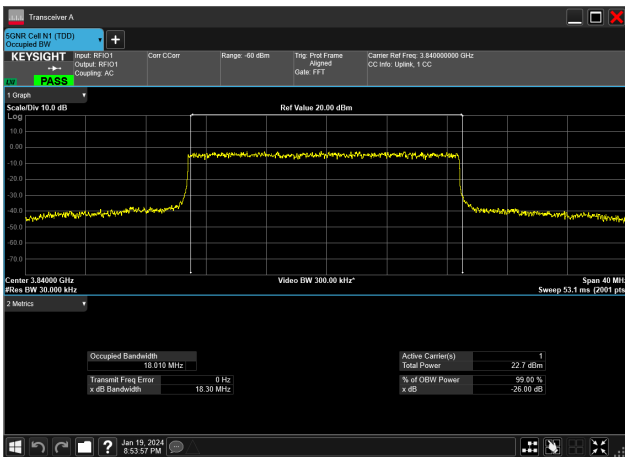 Transceiver A
5GNR Cell N1 (TDD)
Occupied BW
KEYSIGHT
Input: RFIO1
Output: RFIO1
Coupling: AC
Corr CCorr
Range: -60 dBm
Trig: Prot Frame
Aligned
Gate: FFT
Carrier Ref Freq: 3.840000000 GHz
CC Info: Uplink, 1 CC
PASS
1 Graph
Scale/Div 10.0 dB
Ref Value 20.00 dBm
Log
10.0
0.00
-10.0
-20.0
-30.0
-40.0
-50.0
-60.0
-70.0
Center 3.84000 GHz
Video BW 300.00 kHz*
Span 40 MHz
#Res BW 30.000 kHz
Sweep 53.1 ms (2001 pts
2 Metrics
Occupied Bandwidth
18.010 MHz
Transmit Freq Error 0 Hz
x dB Bandwidth 18.30 MHz
Active Carrier(s) 1
Total Power 22.7 dBm
% of OBW Power 99.00 %
x dB -26.00 dB
Jan 19, 2024
8:53:57 PM